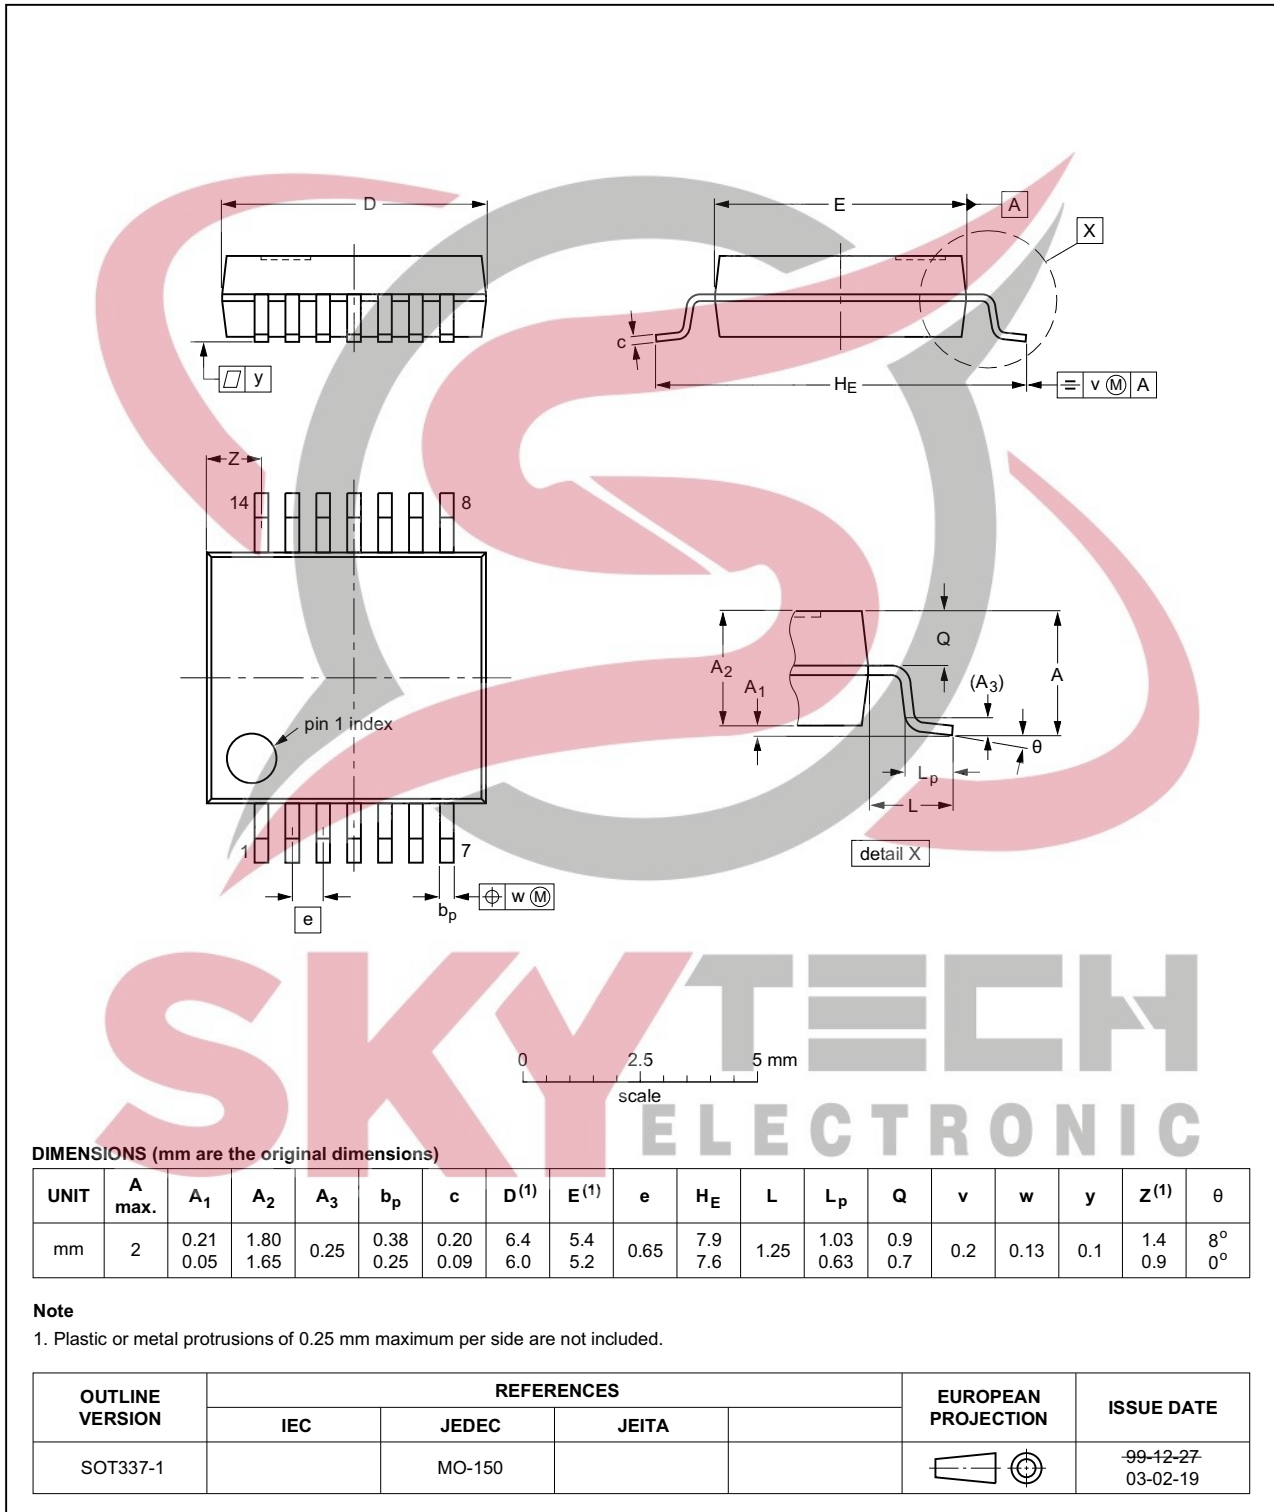 D
E
A
X
c
y
HE
v M A
Z
14
8
Q
A2
A1
(A3)
A
pin 1 index
θ
Lp
L
1
7
detail X
e
bp
w M
SKYTECH
0 2.5 5 mm
scale
ELECTRONIC
DIMENSIONS (mm are the original dimensions)
UNIT A max. A1 A2 A3 bp c D(1) E(1) e HE L Lp Q v w y Z(1) θ
mm 2 0.21 0.05 1.80 1.65 0.25 0.38 0.25 0.20 0.09 6.4 6.0 5.4 5.2 0.65 7.9 7.6 1.25 1.03 0.63 0.9 0.7 0.2 0.13 0.1 1.4 0.9 8° 0°
Note
1. Plastic or metal protrusions of 0.25 mm maximum per side are not included.
OUTLINE VERSION
REFERENCES
EUROPEAN PROJECTION
ISSUE DATE
IEC JEDEC JEITA
SOT337-1 MO-150
99-12-27
03-02-19